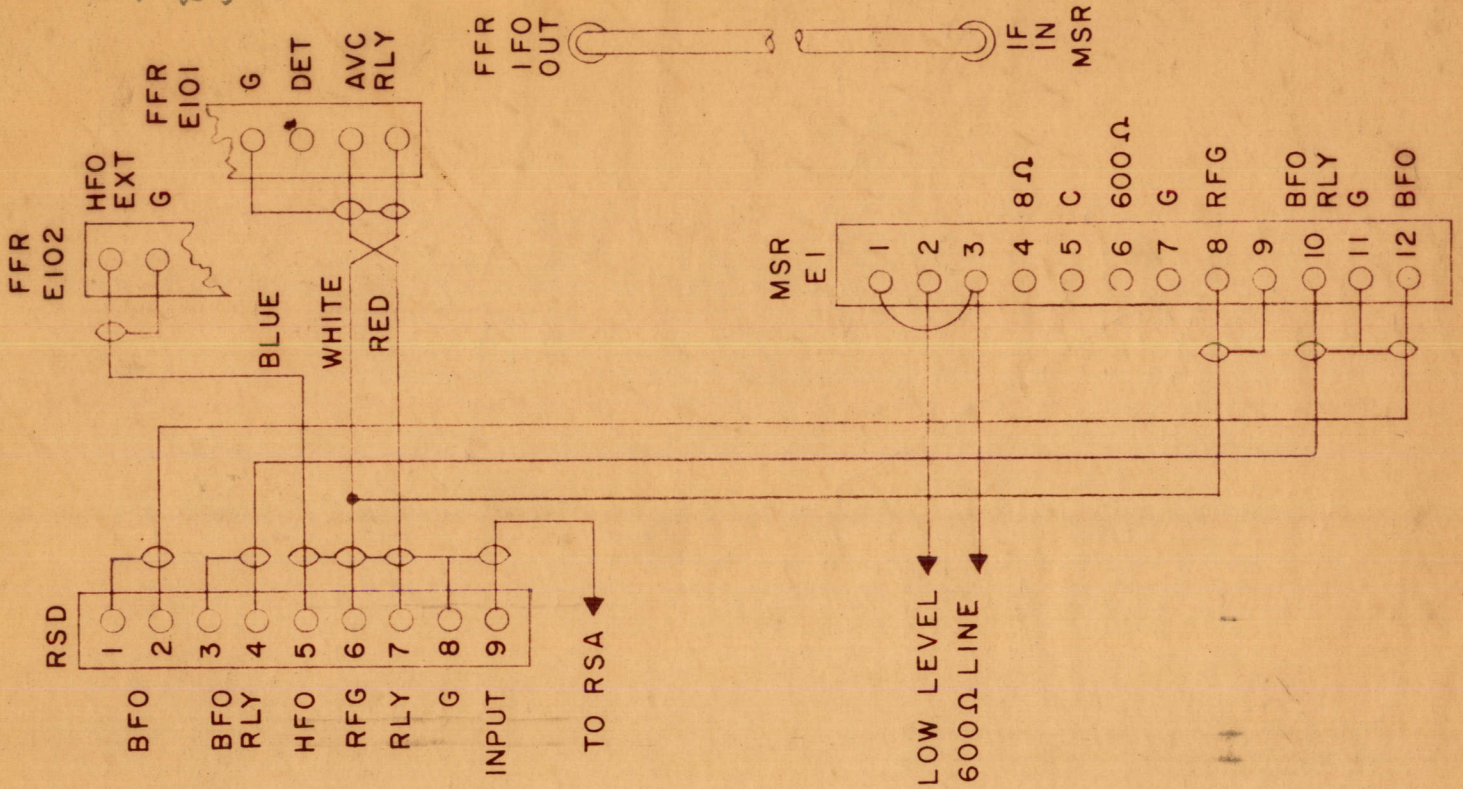 FFR
E102
HFO
EXT
G
FFR
E101
G
DET
AVC
RLY
FFR
IFO
OUT
IF
IN
MSR
BLUE
WHITE
RED
RSD
1
2
3
4
5
6
7
8
9
BFO
BFO
RLY
HFO
RFG
RLY
G
INPUT
TO RSA
MSR
E1
1
2
3
4
5
6
7
8
9
10
11
12
8Ω
C
600Ω
G
RFG
BFO
RLY
G
BFO
LOW LEVEL
600Ω LINE